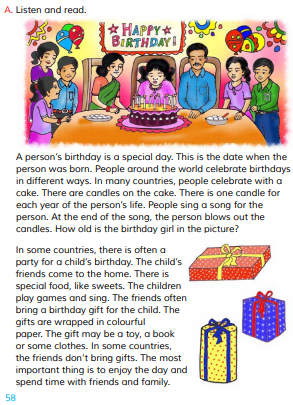 A. Listen and read.
HAPPY
BIRTHDAY!
A person's birthday is a special day. This is the date when the
person was born. People around the world celebrate birthdays
in different ways. In many countries, people celebrate with a
cake. There are candles on the cake. There is one candle for
each year of the person's life. People sing a song for the
person. At the end of the song, the person blows out the
candles. How old is the birthday girl in the picture?
In some countries, there is often a
party for a child's birthday. The child's
friends come to the home. There is
special food, like sweets. The children
play games and sing. The friends often
bring a birthday gift for the child. The
gifts are wrapped in colourful
paper. The gift may be a toy, a book
or some clothes. In some countries,
the friends don't bring gifts. The most
important thing is to enjoy the day and
spend time with friends and family.
58